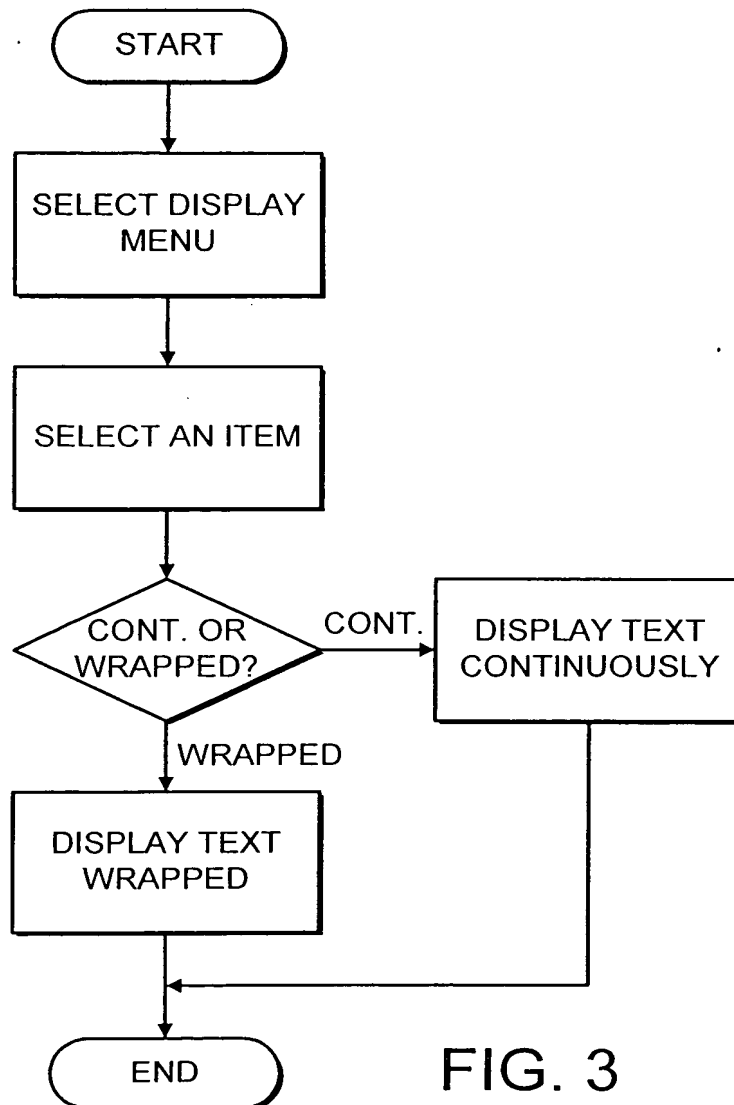 START
SELECT DISPLAY
MENU
SELECT AN ITEM
CONT. OR
WRAPPED?
CONT.
DISPLAY TEXT
CONTINUOUSLY
WRAPPED
DISPLAY TEXT
WRAPPED
END
FIG. 3